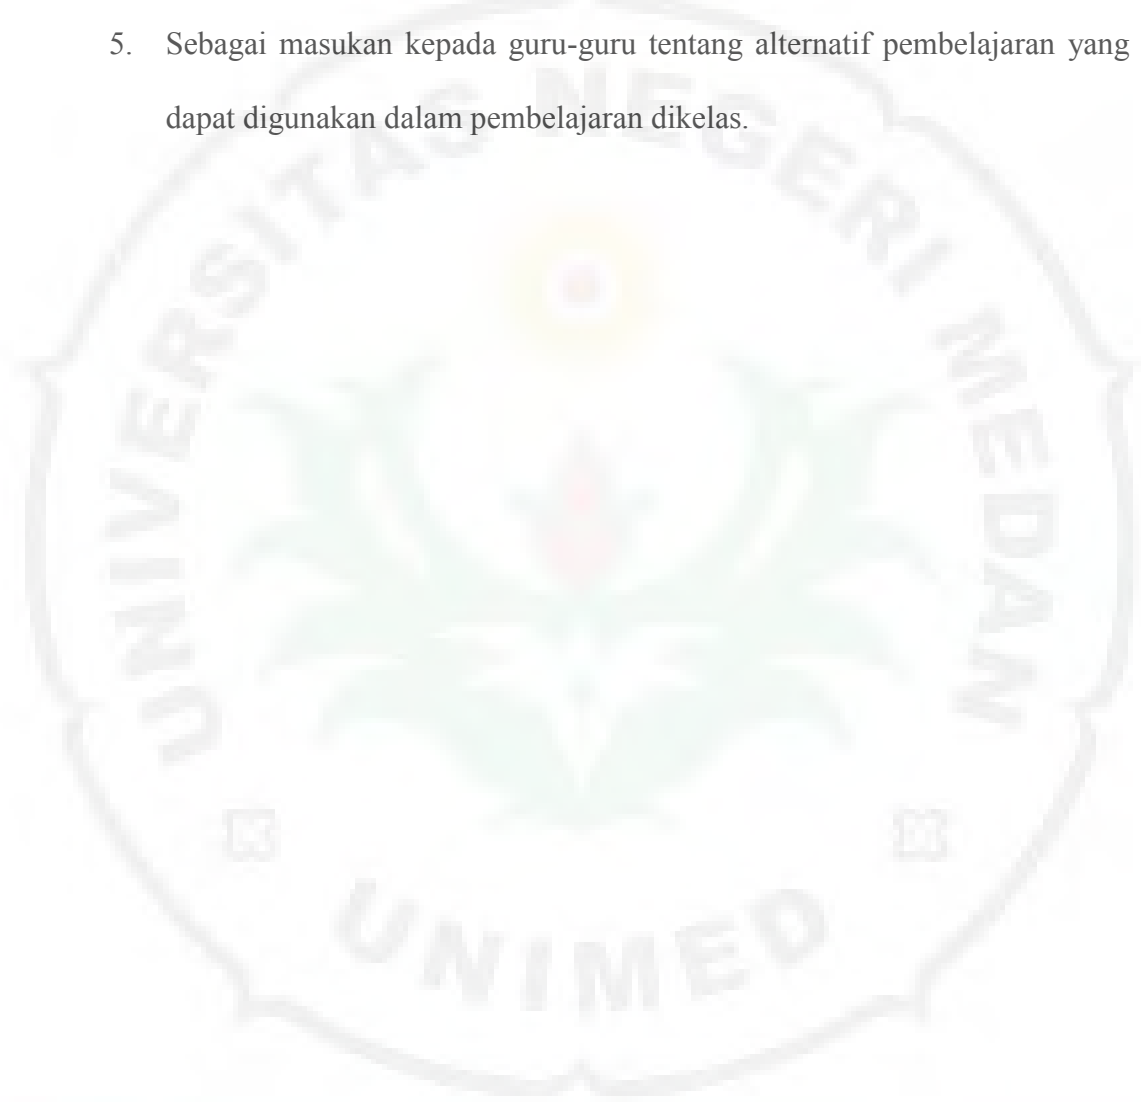 5. Sebagai masukan kepada guru-guru tentang alternatif pembelajaran yang
dapat digunakan dalam pembelajaran dikelas.
UNIVERSITAS NEGERI MEDAN
UNIMED